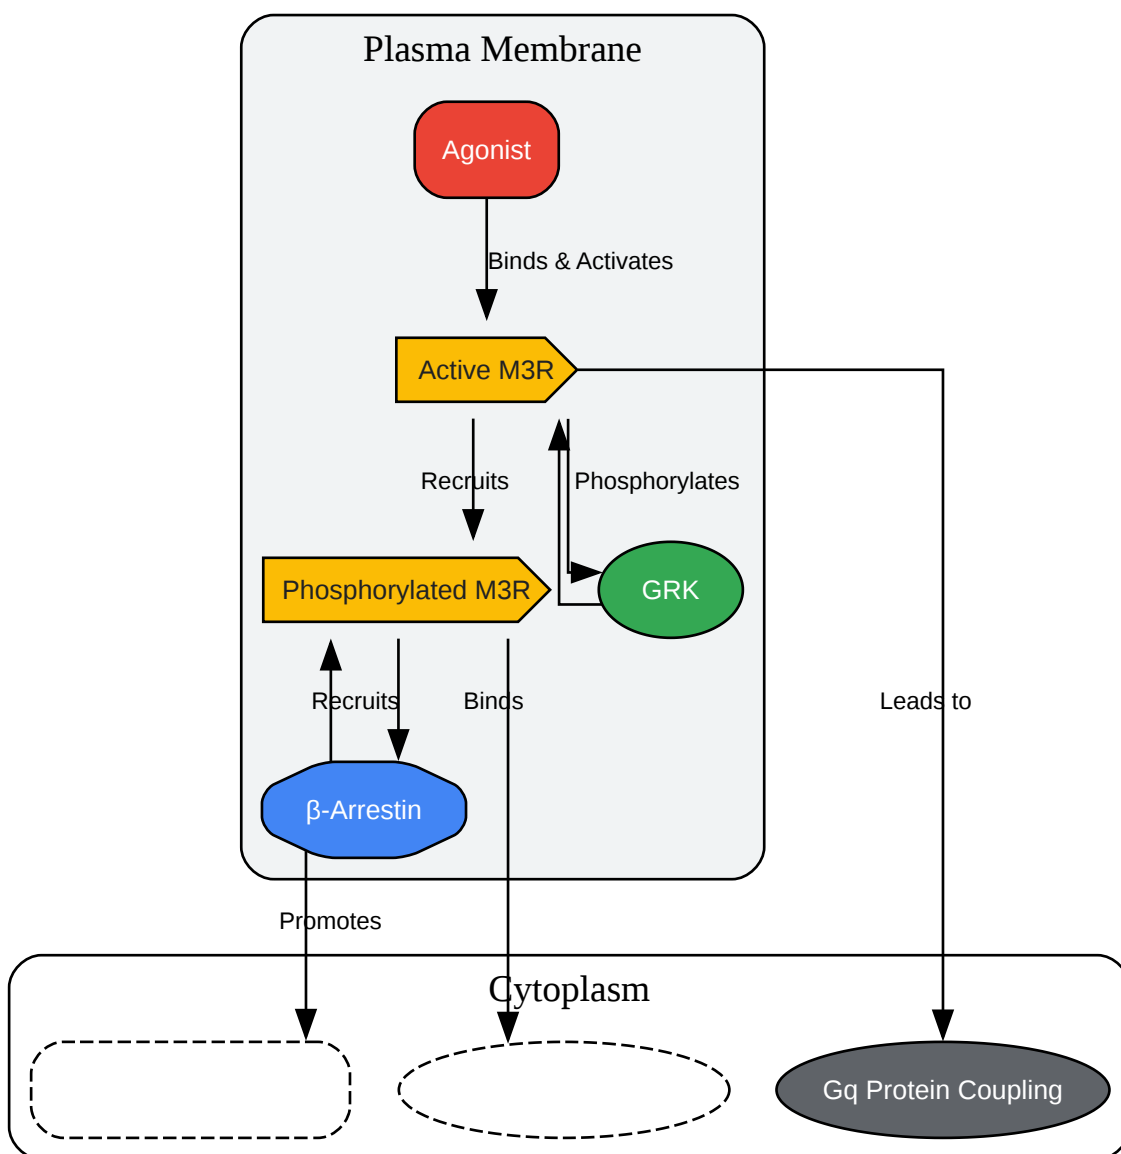 Plasma Membrane
Agonist
Binds & Activates
Active M3R
Recruits
Phosphorylates
Phosphorylated M3R
GRK
Recruits
Binds
Leads to
β-Arrestin
Promotes
Cytoplasm
Gq Protein Coupling